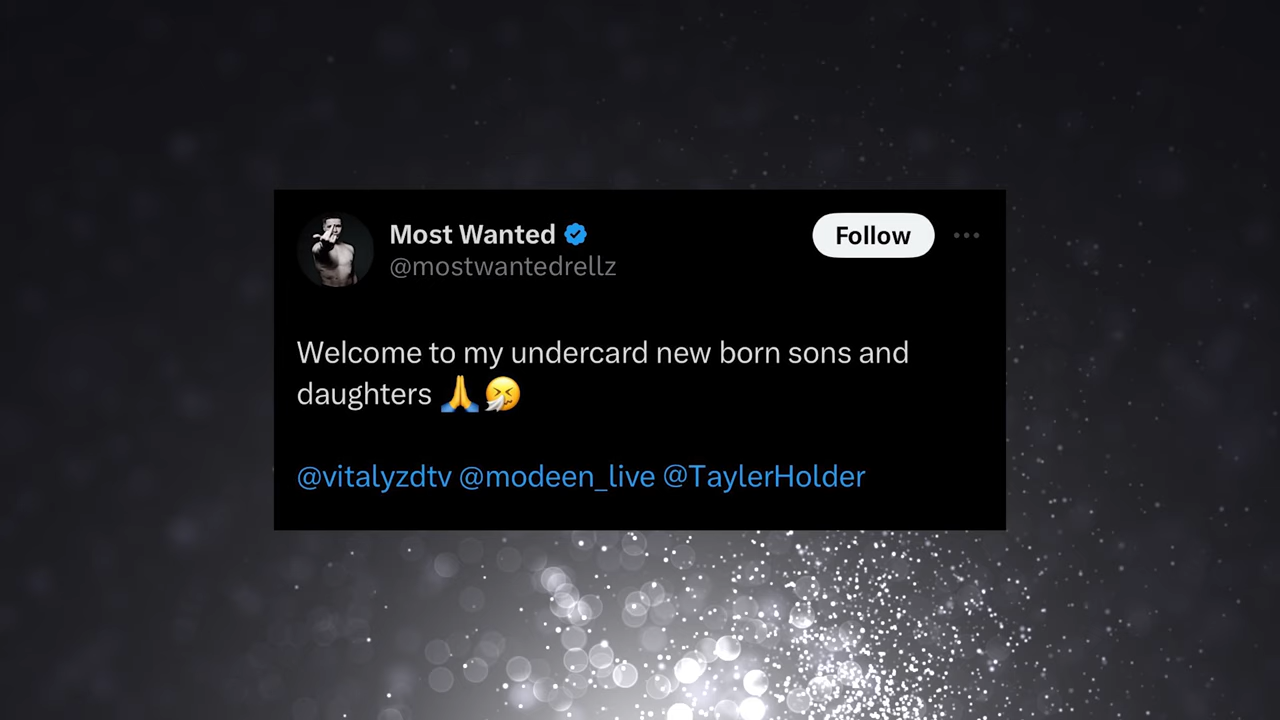 Most Wanted
@mostwantedrellz
Follow
Welcome to my undercard new born sons and
daughters 🙏🤧
@vitalyzdtv @modeen_live @TaylerHolder